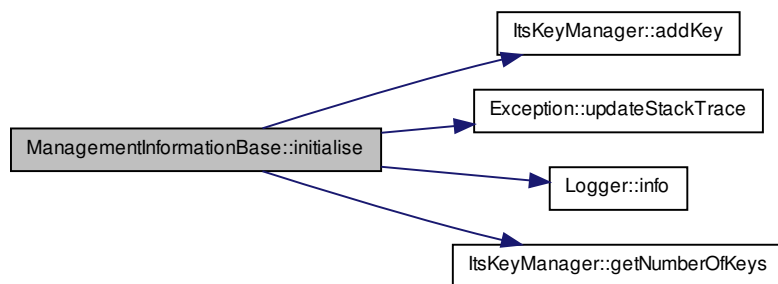 ItsKeyManager::addKey
Exception::updateStackTrace
ManagementInformationBase::initialise
Logger::info
ItsKeyManager::getNumberOfKeys